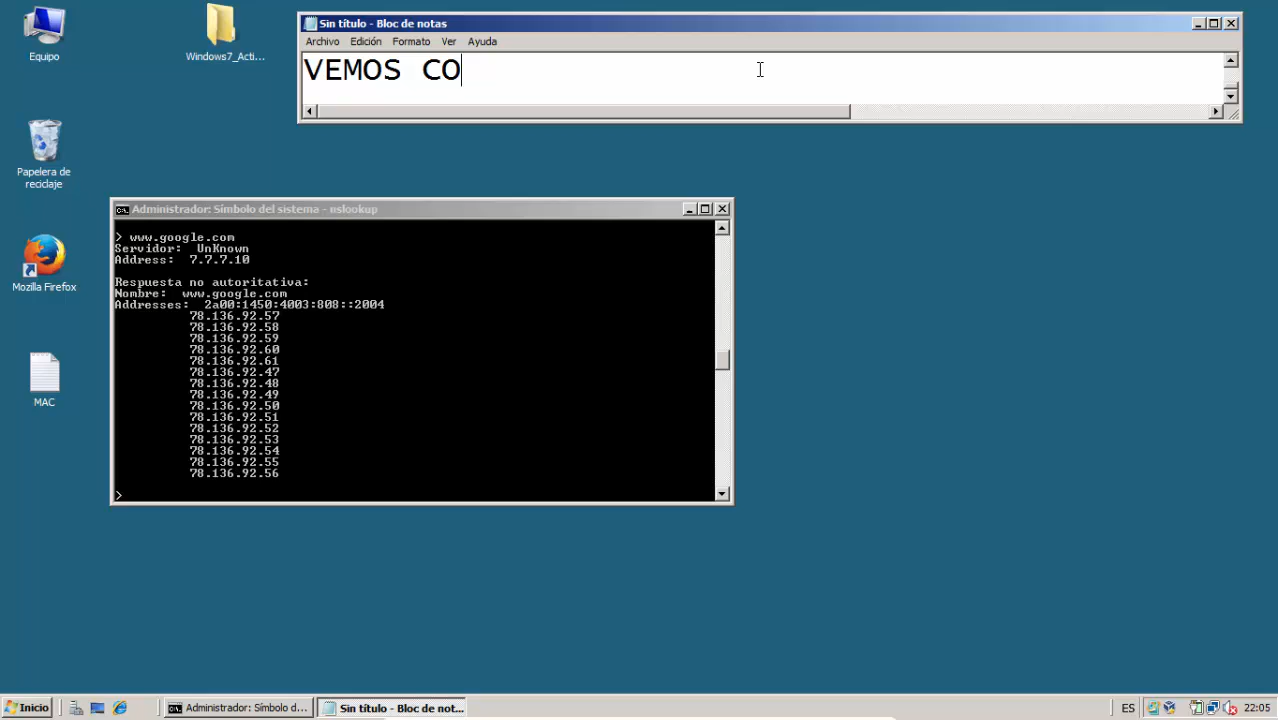 Equipo
Windows7_Acti...
Papelera de
reciclaje
Mozilla Firefox
MAC
Sin título - Bloc de notas
Archivo Edición Formato Ver Ayuda
VEMOS CO
Administrador: Símbolo del sistema - nslookup
> www.google.com
Servidor: UnKnown
Address: 7.7.7.10
Respuesta no autoritativa:
Nombre: www.google.com
Addresses: 2a00:1450:4003:808::2004
78.136.92.57
78.136.92.58
78.136.92.59
78.136.92.60
78.136.92.61
78.136.92.47
78.136.92.48
78.136.92.49
78.136.92.50
78.136.92.51
78.136.92.52
78.136.92.53
78.136.92.54
78.136.92.55
78.136.92.56
>
Inicio
Administrador: Símbolo d...
Sin título - Bloc de not...
ES
22:05